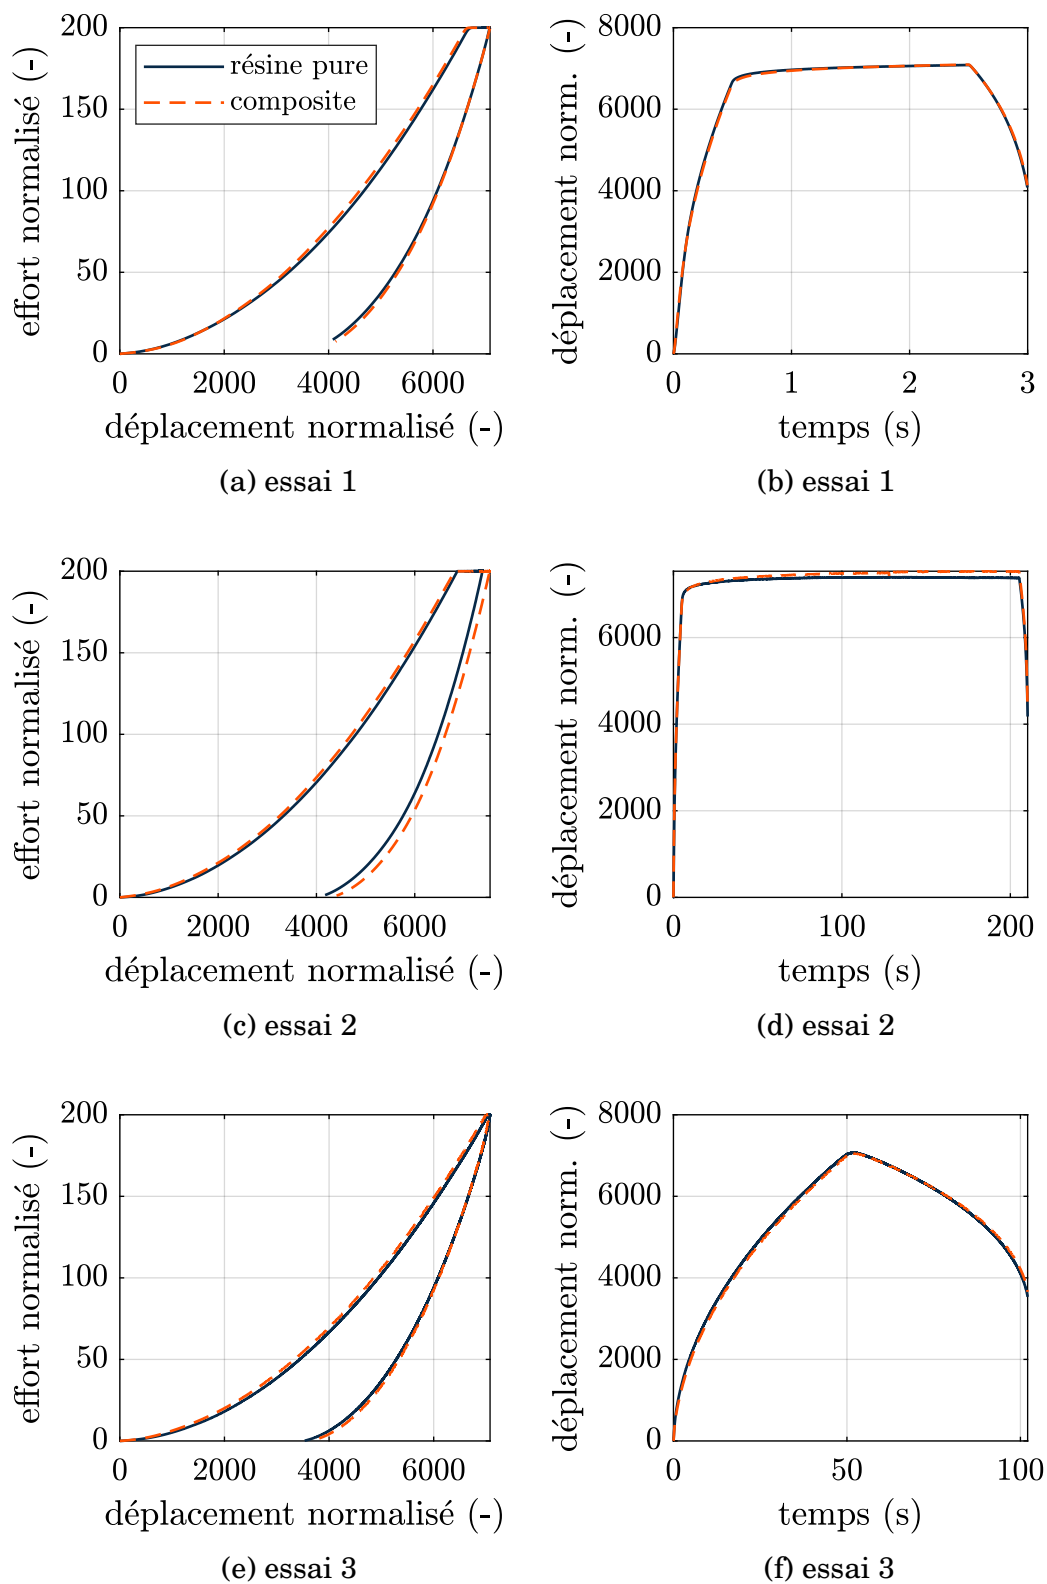 effort normalisé (-)
200
150
100
50
0
résine pure
composite
0 2000 4000 6000
déplacement normalisé (-)
(a) essai 1
déplacement norm. (-)
8000
6000
4000
2000
0
0 1 2 3
temps (s)
(b) essai 1
effort normalisé (-)
200
150
100
50
0
0 2000 4000 6000
déplacement normalisé (-)
(c) essai 2
déplacement norm. (-)
6000
4000
2000
0
0 100 200
temps (s)
(d) essai 2
effort normalisé (-)
200
150
100
50
0
0 2000 4000 6000
déplacement normalisé (-)
(e) essai 3
déplacement norm. (-)
8000
6000
4000
2000
0
0 50 100
temps (s)
(f) essai 3